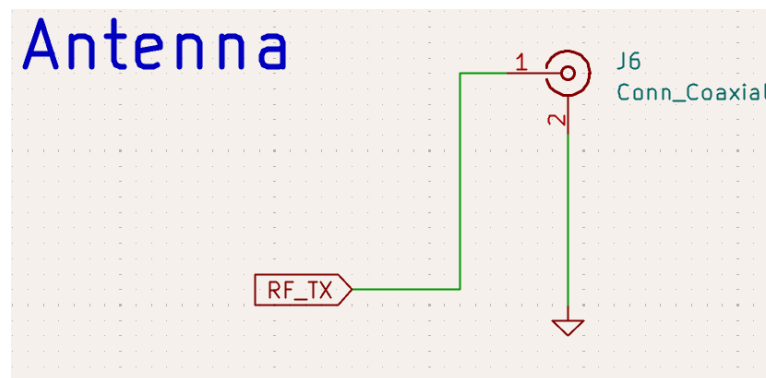 Antenna
1
J6
Conn_Coaxial
2
RF_TX